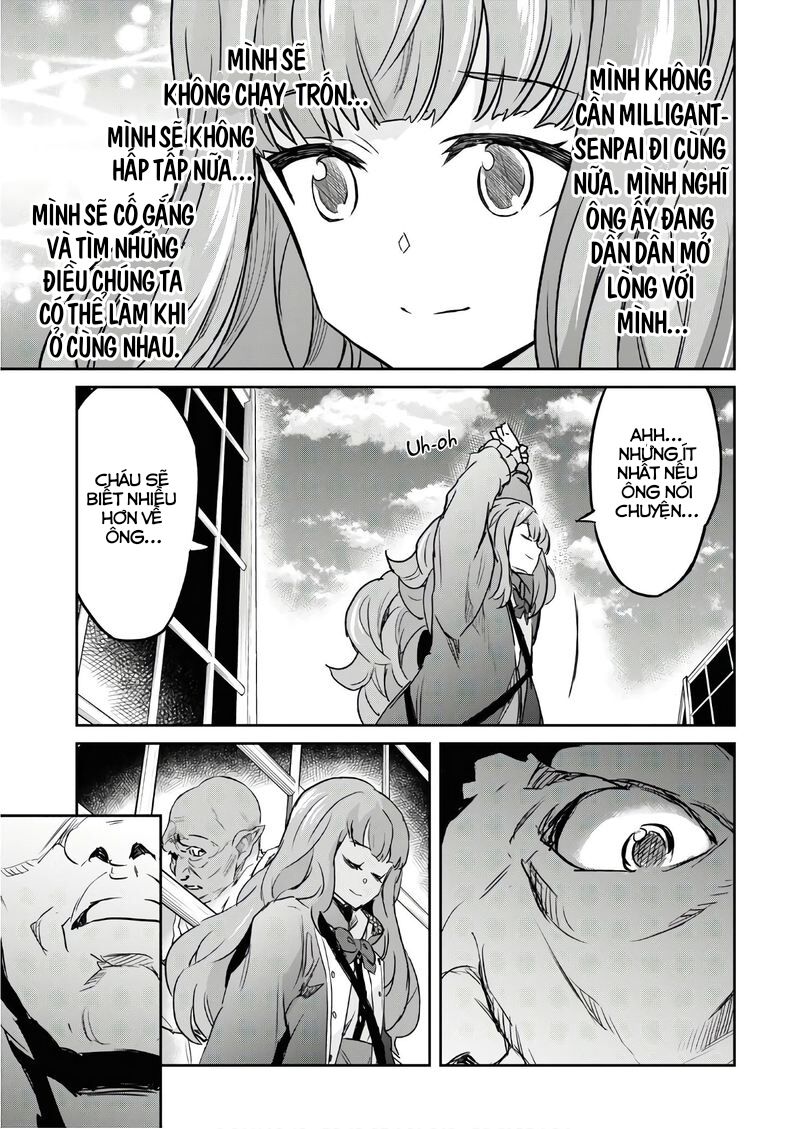 MÌNH KHÔNG
CẦN MILLIGANT-
SENPAI ĐI CÙNG
NỮA. MÌNH NGHĨ
ÔNG ẤY ĐANG
DẦN DẦN MỞ
LÒNG VỚI
MÌNH...
MÌNH SẼ
KHÔNG CHẠY TRỐN...
MÌNH SẼ KHÔNG
HẤP TẤP NỮA...
MÌNH SẼ CỐ GẮNG
VÀ TÌM NHỮNG
ĐIỀU CHÚNG TA
CÓ THỂ LÀM KHI
Ở CÙNG NHAU.
AHH...
NHƯNG ÍT
NHẤT NẾU
ÔNG NÓI
CHUYỆN...
Uh-oh
CHÁU SẼ
BIẾT NHIỀU
HƠN VỀ
ÔNG...